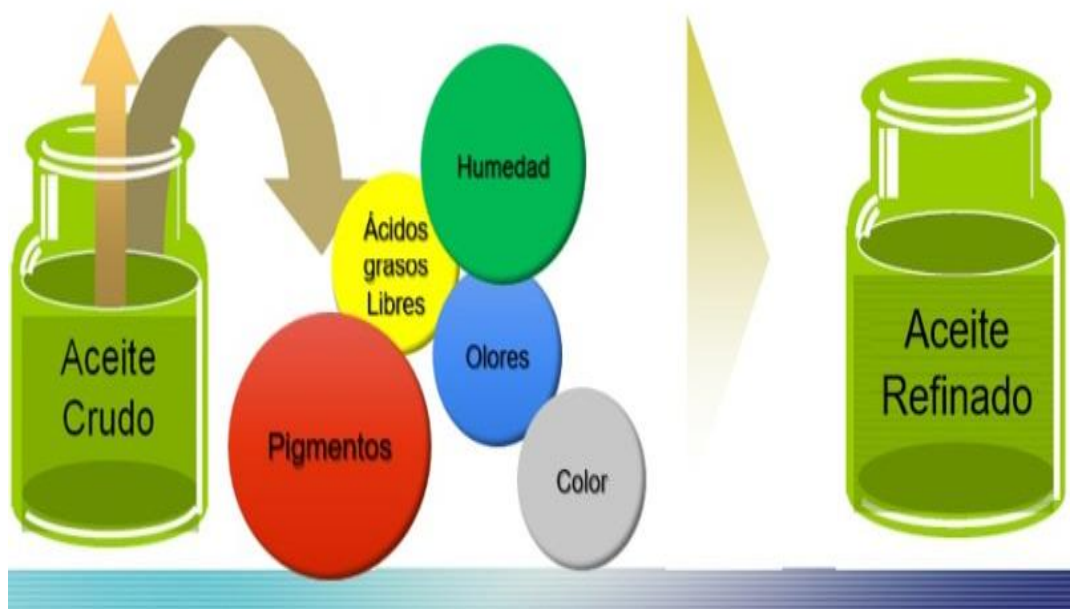 Aceite
Crudo
Humedad
Ácidos
grasos
Libres
Olores
Pigmentos
Color
Aceite
Refinado